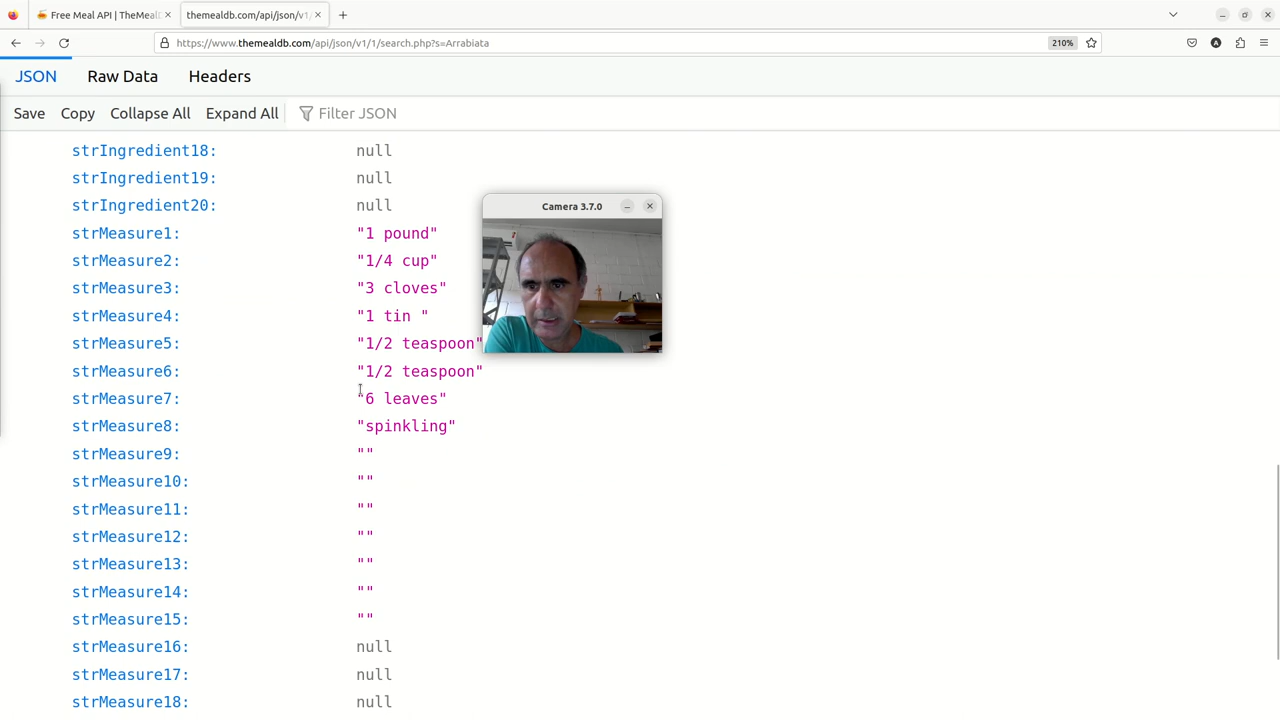 Free Meal API | TheMealD
themealdb.com/api/json/v1/1
https://www.themealdb.com/api/json/v1/1/search.php?s=Arrabiata
210%
JSON Raw Data Headers
Save Copy Collapse All Expand All Filter JSON
strIngredient18: null
strIngredient19: null
strIngredient20: null
strMeasure1: "1 pound"
strMeasure2: "1/4 cup"
strMeasure3: "3 cloves"
strMeasure4: "1 tin "
strMeasure5: "1/2 teaspoon"
strMeasure6: "1/2 teaspoon"
strMeasure7: "6 leaves"
strMeasure8: "spinkling"
strMeasure9: ""
strMeasure10: ""
strMeasure11: ""
strMeasure12: ""
strMeasure13: ""
strMeasure14: ""
strMeasure15: ""
strMeasure16: null
strMeasure17: null
strMeasure18: null
Camera 3.7.0